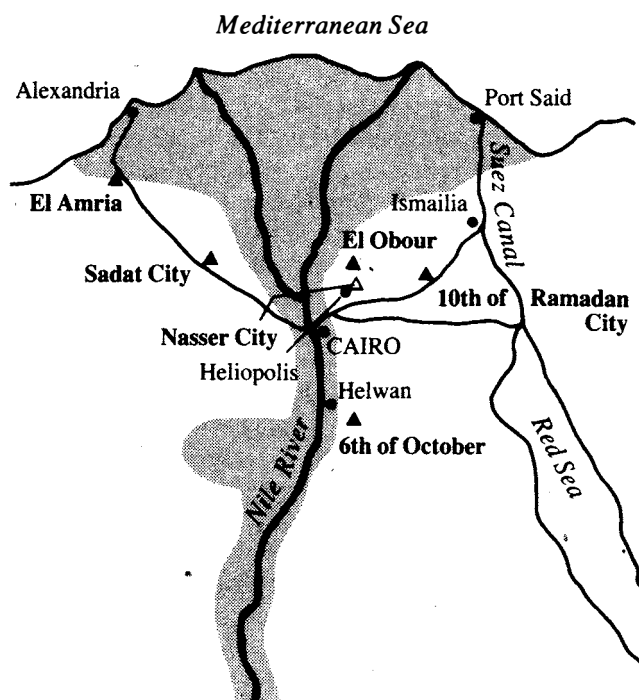 Mediterranean Sea
Alexandria
Port Said
Suez Canal
El Amria
Ismailia
El Obour
Sadat City
10th of Ramadan
City
Nasser City
Heliopolis
CAIRO
Helwan
6th of October
Nile River
Red Sea